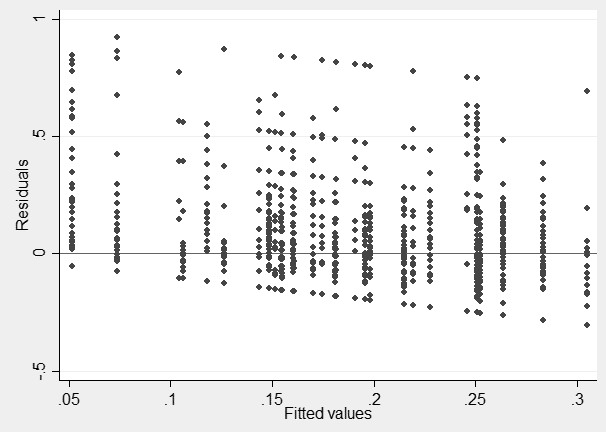 1
.5
0
-.5
Residuals
.05 .1 .15 .2 .25 .3
Fitted values